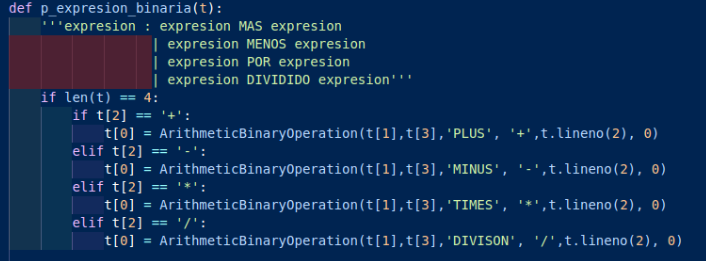 def p_expresion_binaria(t):
    '''expresion : expresion MAS expresion
                  | expresion MENOS expresion
                  | expresion POR expresion
                  | expresion DIVIDIDO expresion'''
    if len(t) == 4:
        if t[2] == '+':
            t[0] = ArithmeticBinaryOperation(t[1],t[3],'PLUS', '+',t.lineno(2), 0)
        elif t[2] == '-':
            t[0] = ArithmeticBinaryOperation(t[1],t[3],'MINUS', '-',t.lineno(2), 0)
        elif t[2] == '*':
            t[0] = ArithmeticBinaryOperation(t[1],t[3],'TIMES', '*',t.lineno(2), 0)
        elif t[2] == '/':
            t[0] = ArithmeticBinaryOperation(t[1],t[3],'DIVISON', '/',t.lineno(2), 0)